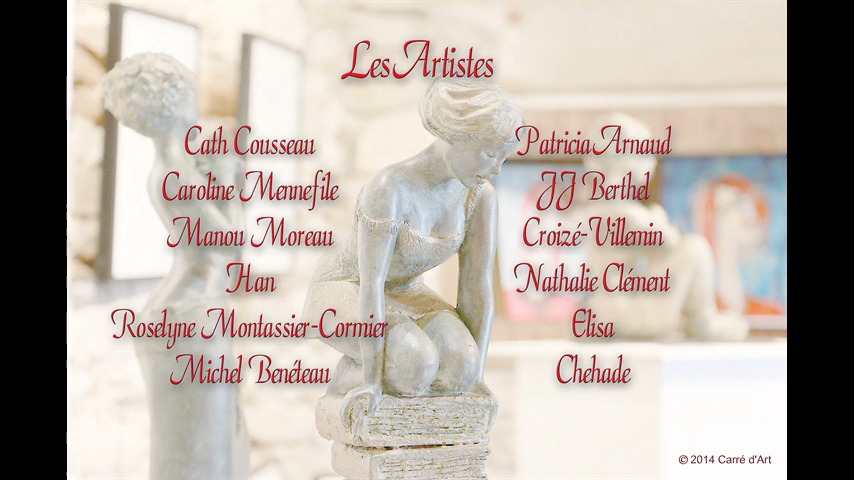 Les Artistes
Cath Cousseau
Caroline Mennefile
Manou Moreau
Han
Roselyne Montassier-Cormier
Michel Benéteau
Patricia Arnaud
JJ Berthel
Croizé-Villemin
Nathalie Clément
Elisa
Chehade
© 2014 Carré d'Art